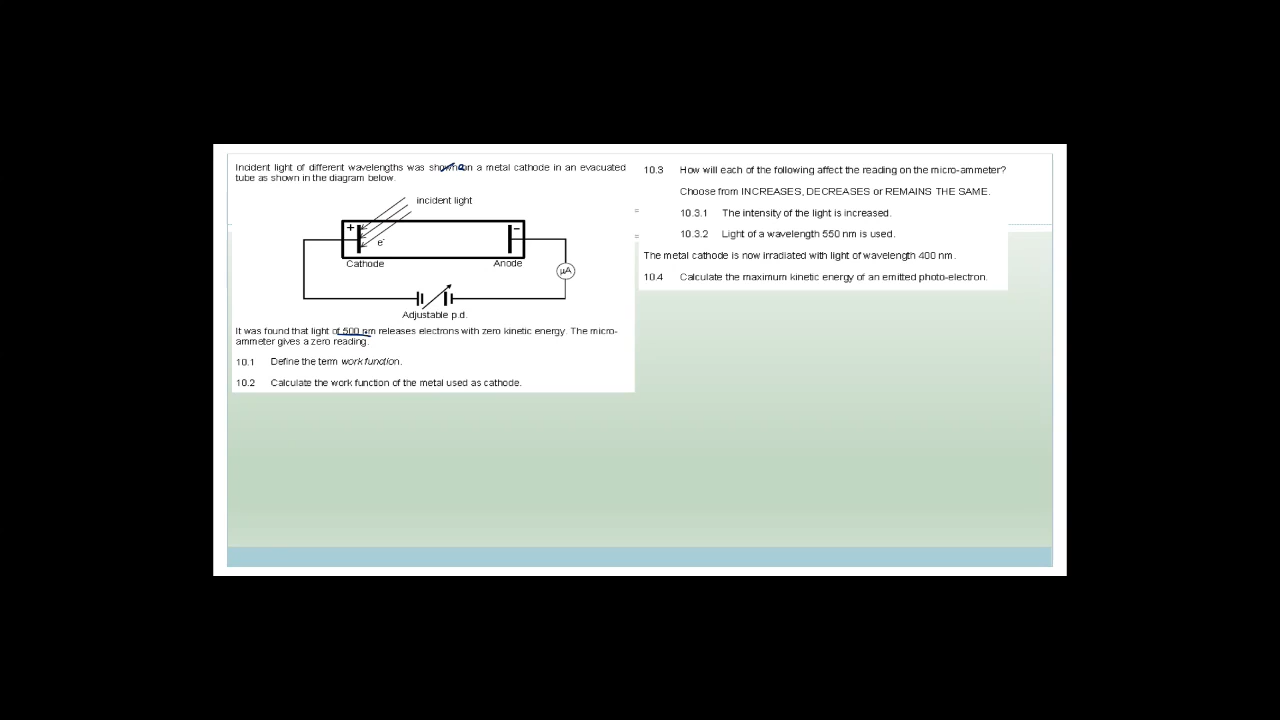 Incident light of different wavelengths was shown on a metal cathode in an evacuated
tube as shown in the diagram below.
incident light
+
-
e-
Cathode
Anode
µA
Adjustable p.d.
It was found that light of 500 nm releases electrons with zero kinetic energy. The micro-
ammeter gives a zero reading.
10.1 Define the term work function.
10.2 Calculate the work function of the metal used as cathode.
10.3 How will each of the following affect the reading on the micro-ammeter?
Choose from INCREASES, DECREASES or REMAINS THE SAME.
10.3.1 The intensity of the light is increased.
10.3.2 Light of a wavelength 550 nm is used.
The metal cathode is now irradiated with light of wavelength 400 nm.
10.4 Calculate the maximum kinetic energy of an emitted photo-electron.